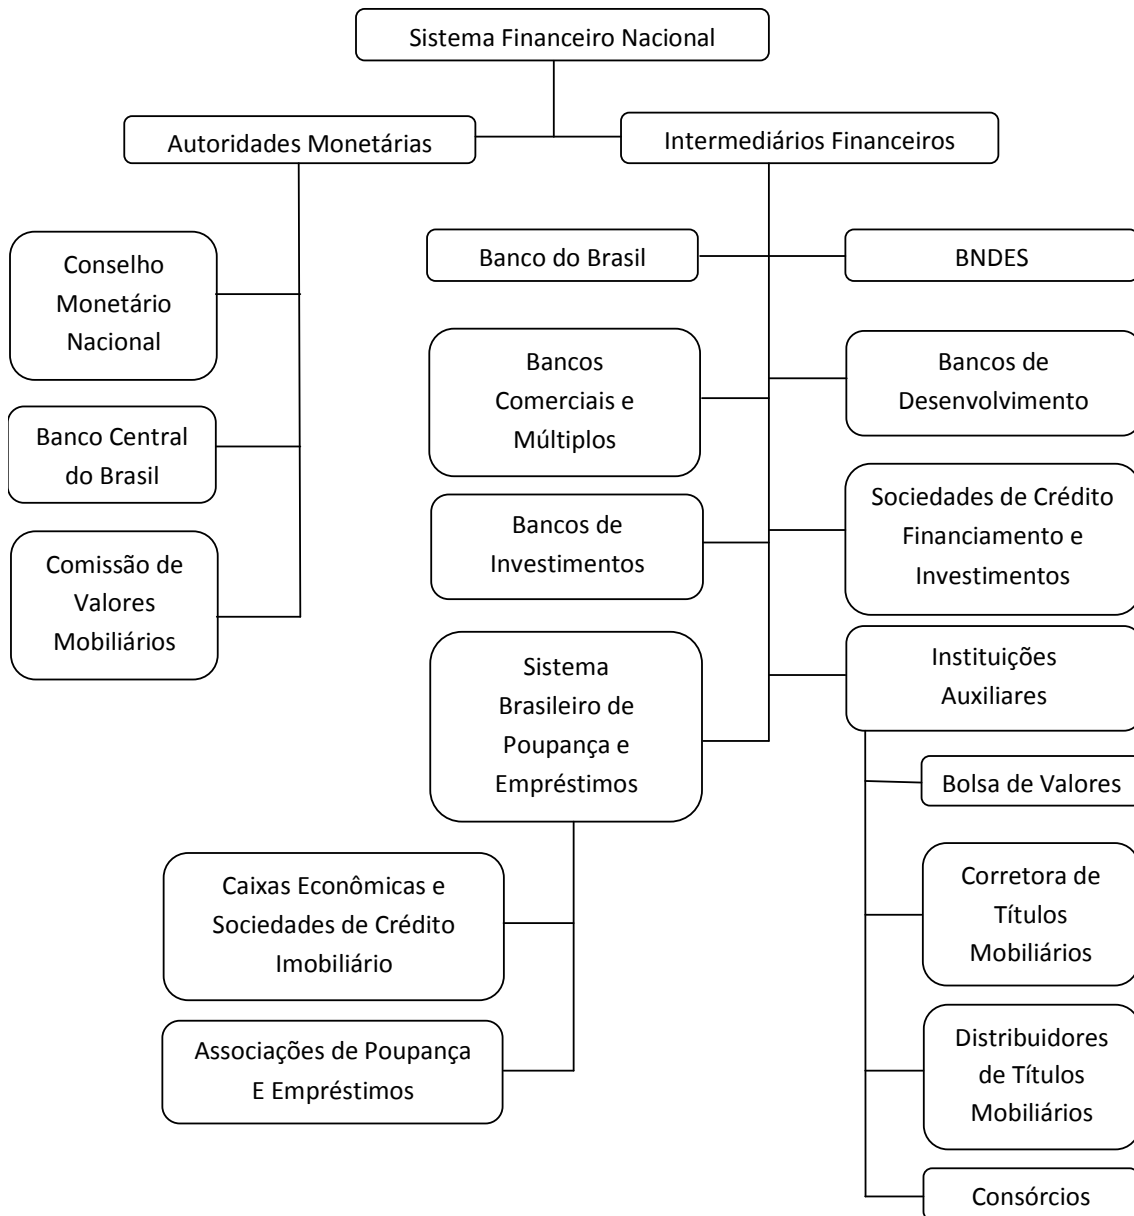 Sistema Financeiro Nacional
Autoridades Monetárias
Intermediários Financeiros
Conselho
Monetário
Nacional
Banco Central
do Brasil
Comissão de
Valores
Mobiliários
Banco do Brasil
BNDES
Bancos
Comerciais e
Múltiplos
Bancos de
Desenvolvimento
Bancos de
Investimentos
Sociedades de Crédito
Financiamento e
Investimentos
Sistema
Brasileiro de
Poupança e
Empréstimos
Instituições
Auxiliares
Caixas Econômicas e
Sociedades de Crédito
Imobiliário
Associações de Poupança
E Empréstimos
Bolsa de Valores
Corretora de
Títulos
Mobiliários
Distribuidores
de Títulos
Mobiliários
Consórcios